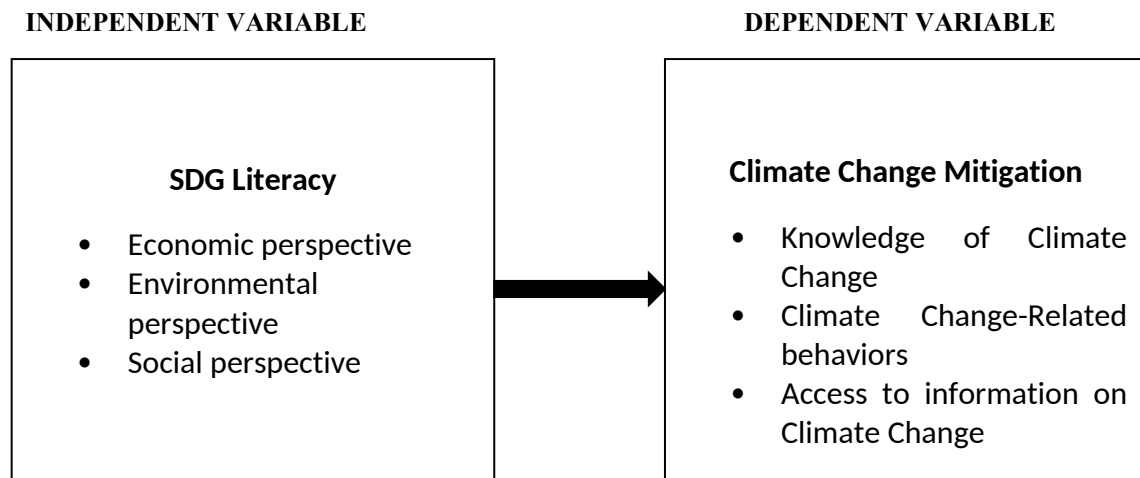 INDEPENDENT VARIABLE
DEPENDENT VARIABLE
SDG Literacy
• Economic perspective
• Environmental
perspective
• Social perspective
Climate Change Mitigation
• Knowledge of Climate
Change
• Climate Change-Related
behaviors
• Access to information on
Climate Change